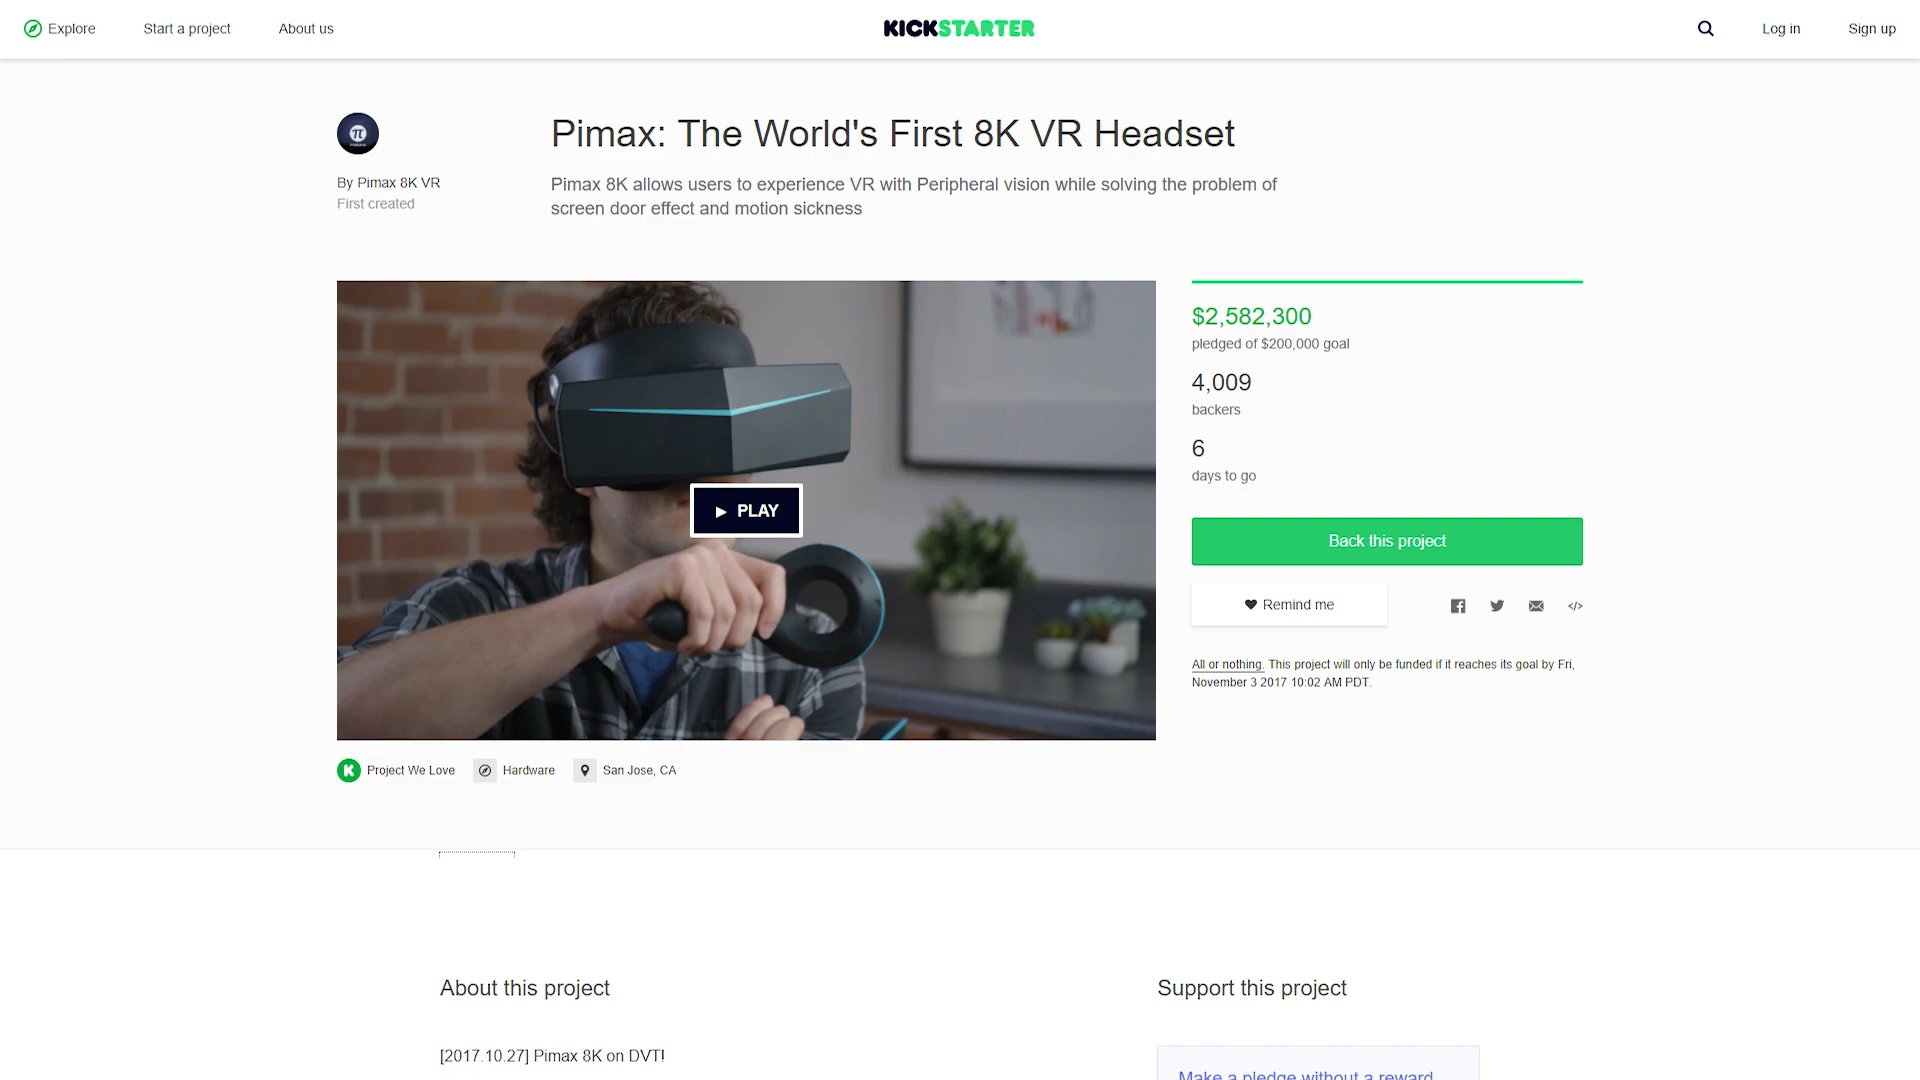 Explore
Start a project
About us
KICKSTARTER
Log in
Sign up
Pimax: The World's First 8K VR Headset
By Pimax 8K VR
First created
Pimax 8K allows users to experience VR with Peripheral vision while solving the problem of
screen door effect and motion sickness
$2,582,300
pledged of $200,000 goal
4,009
backers
6
days to go
PLAY
Back this project
Remind me
All or nothing. This project will only be funded if it reaches its goal by Fri,
November 3 2017 10:02 AM PDT.
Project We Love
Hardware
San Jose, CA
About this project
Support this project
[2017.10.27] Pimax 8K on DVT!
Make a pledge without a reward